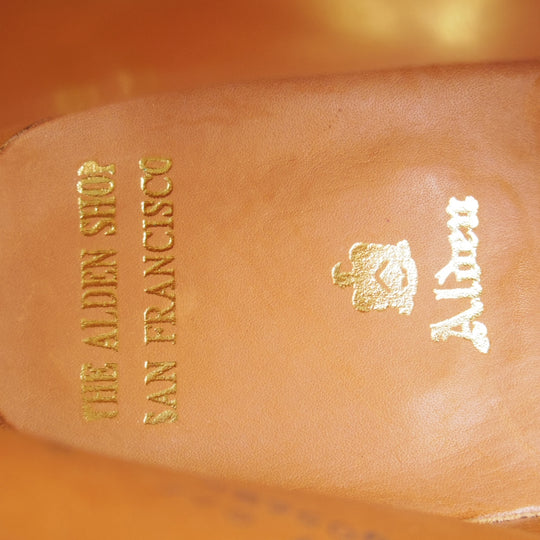 THE ALDEN SHOP
SAN FRANCISCO
Alden